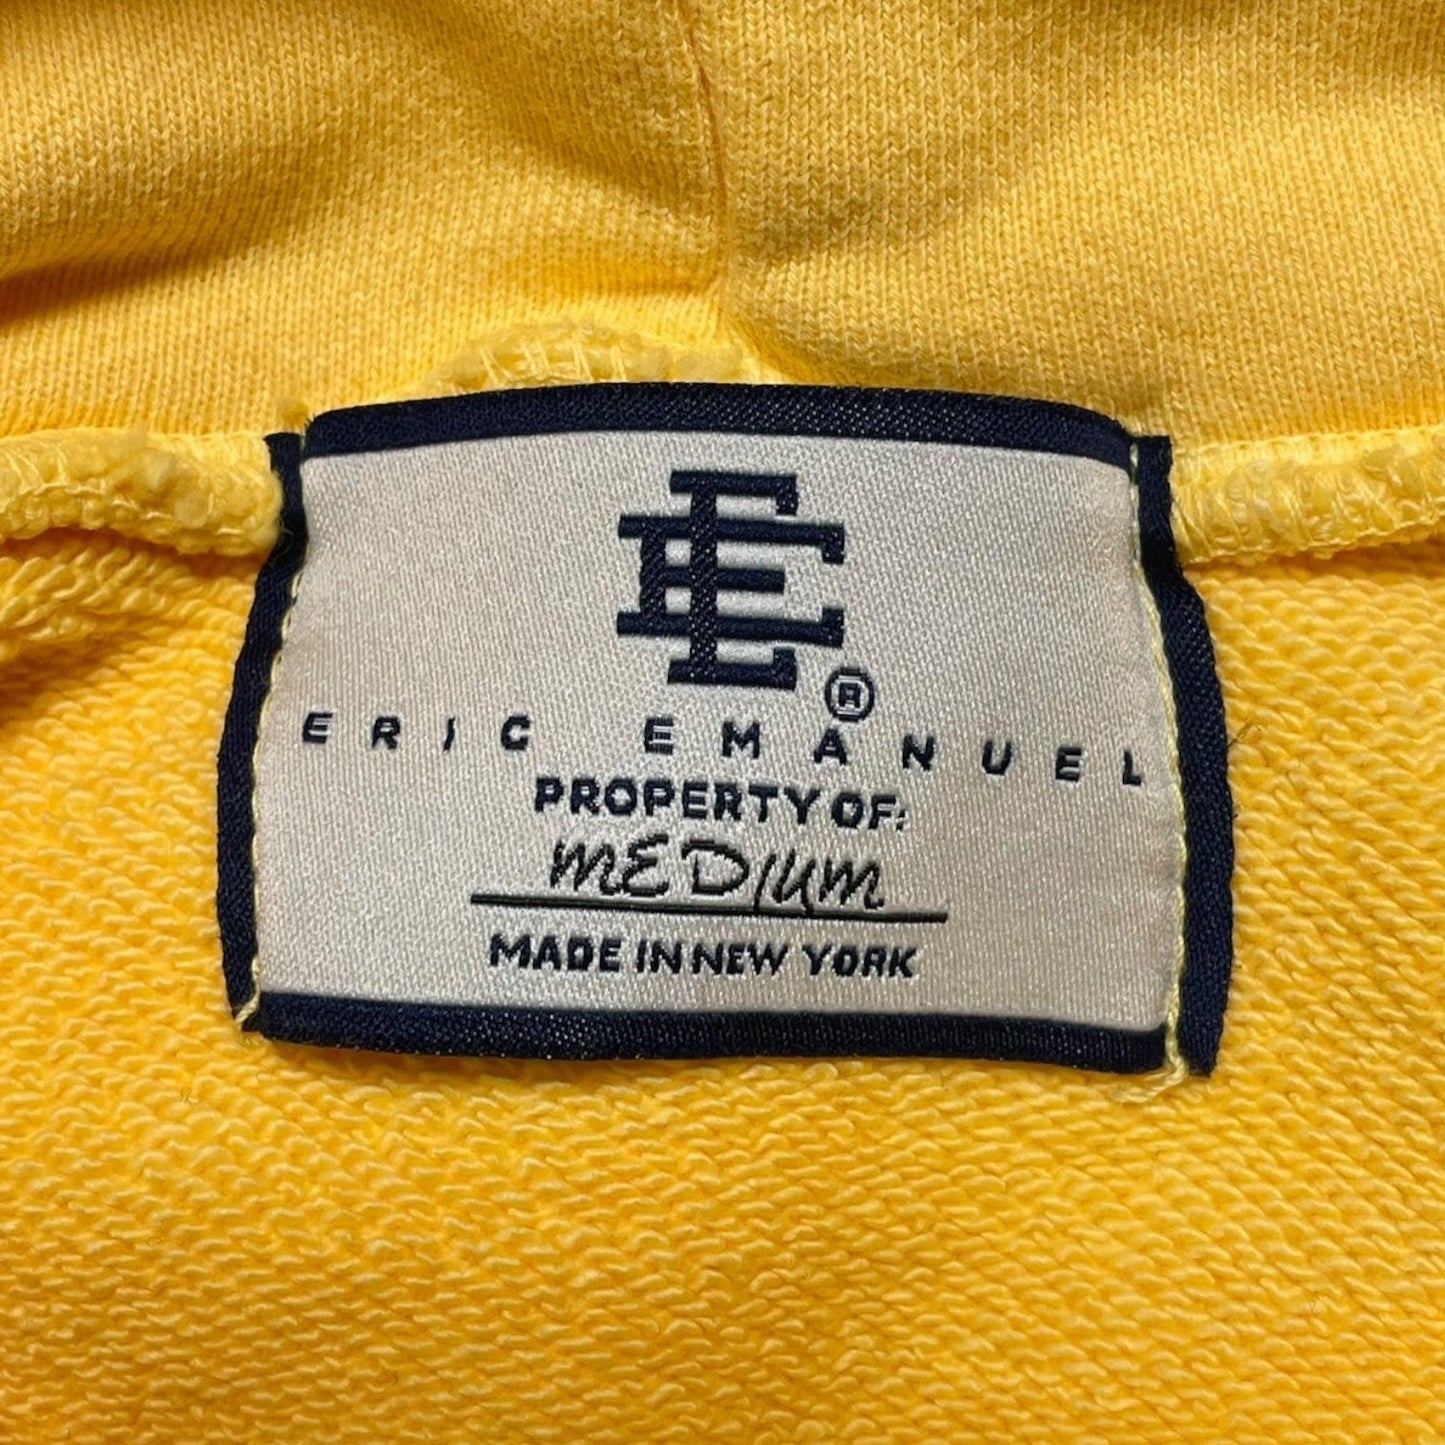 EE®
ERIC EMANUEL
PROPERTY OF:
MEDIUM
MADE IN NEW YORK